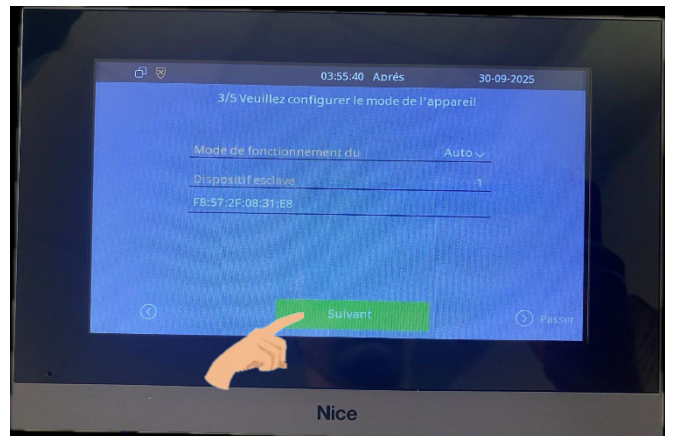 03:55:40 Après 30-09-2025
3/5 Veuillez configurer le mode de l'appareil
Mode de fonctionnement du Auto
Dispositif esclave 1
F8:57:2F:08:31:E8
Suivant
Passer
Nice